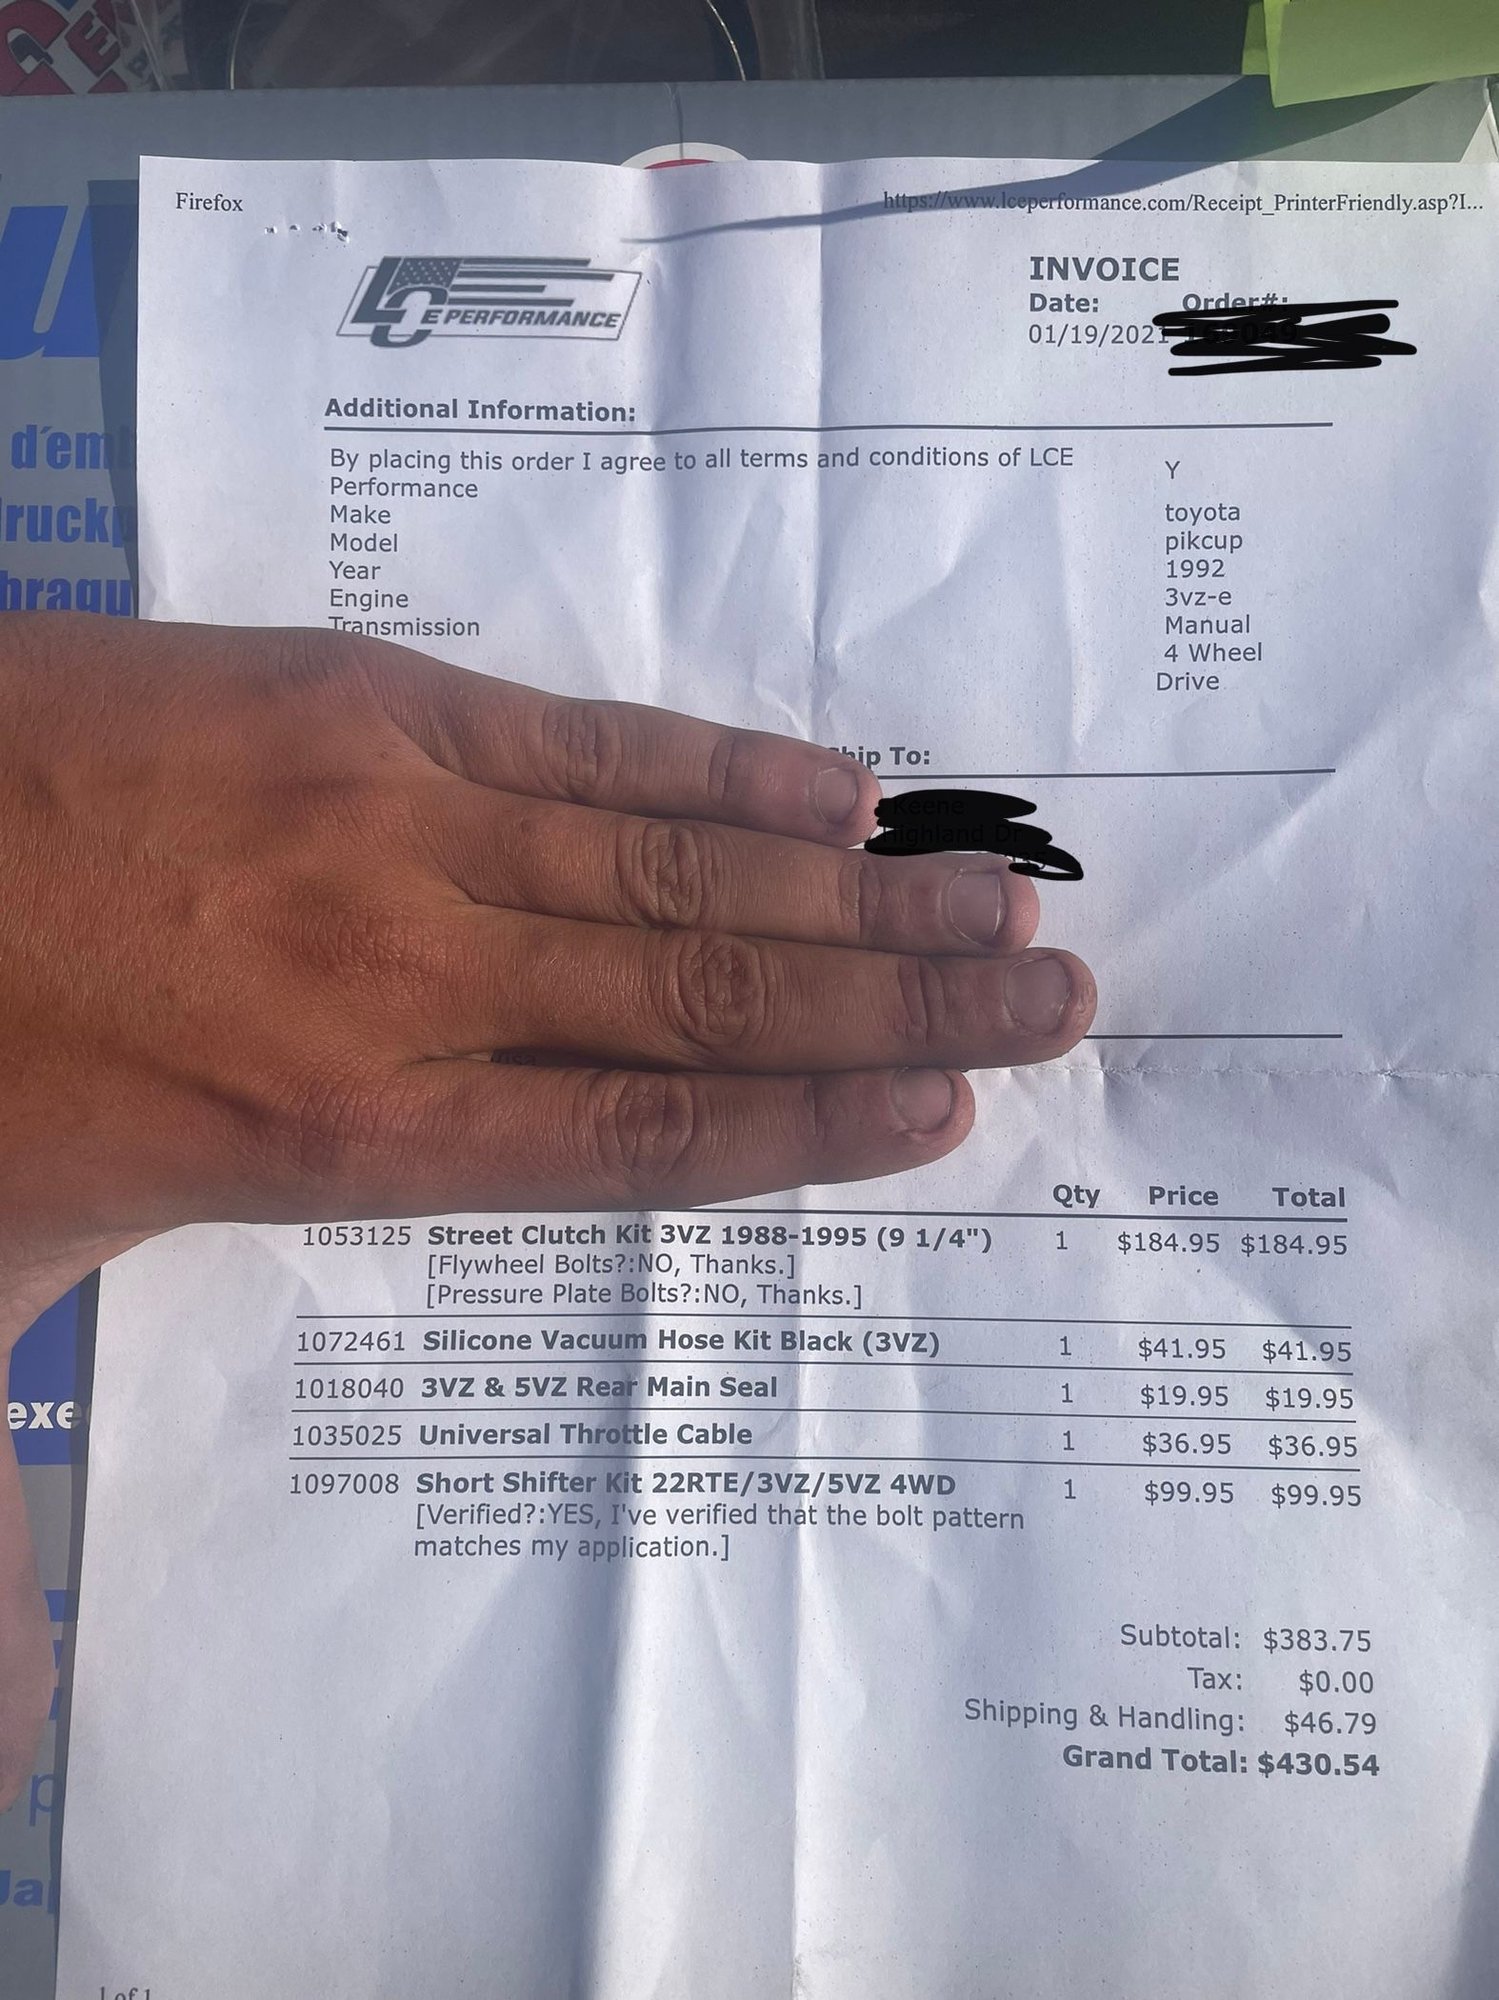 Firefox
https://www.lceperformance.com/Receipt_PrinterFriendly.asp?I...
LC
E PERFORMANCE
INVOICE
Date: Order#:
01/19/2021
Additional Information:
By placing this order I agree to all terms and conditions of LCE Y
Performance
Make toyota
Model pikcup
Year 1992
Engine 3vz-e
Transmission Manual
4 Wheel
Drive
Ship To:
Qty Price Total
1053125 Street Clutch Kit 3VZ 1988-1995 (9 1/4") 1 $184.95 $184.95
[Flywheel Bolts?:NO, Thanks.]
[Pressure Plate Bolts?:NO, Thanks.]
1072461 Silicone Vacuum Hose Kit Black (3VZ) 1 $41.95 $41.95
1018040 3VZ & 5VZ Rear Main Seal 1 $19.95 $19.95
1035025 Universal Throttle Cable 1 $36.95 $36.95
1097008 Short Shifter Kit 22RTE/3VZ/5VZ 4WD 1 $99.95 $99.95
[Verified?:YES, I've verified that the bolt pattern
matches my application.]
Subtotal: $383.75
Tax: $0.00
Shipping & Handling: $46.79
Grand Total: $430.54
1 of 1